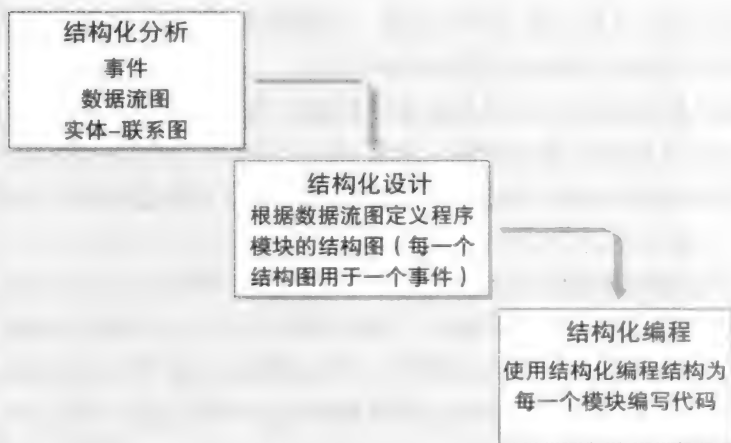 结构化分析
事件
数据流图
实体-联系图
结构化设计
根据数据流图定义程序
模块的结构图（每一个
结构图用于一个事件）
结构化编程
使用结构化编程结构为
每一个模块编写代码